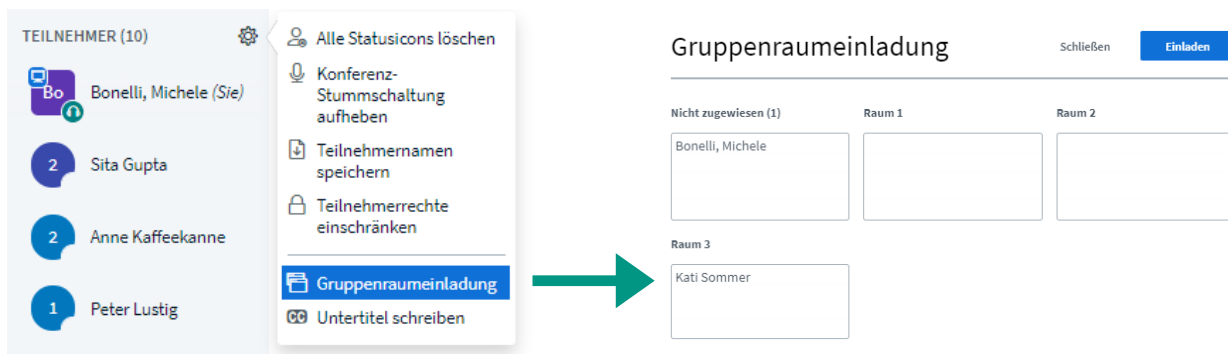 TEILNEHMER (10)
Bo
Bonelli, Michele (Sie)
2
Sita Gupta
2
Anne Kaffeekanne
1
Peter Lustig
Alle Statusicons löschen
Konferenz-
Stummschaltung
aufheben
Teilnehmernamen
speichern
Teilnehmerrechte
einschränken
Gruppenraumeinladung
CC Untertitel schreiben
Gruppenraumeinladung
Schließen
Einladen
Nicht zugewiesen (1)
Raum 1
Raum 2
Bonelli, Michele
Raum 3
Kati Sommer